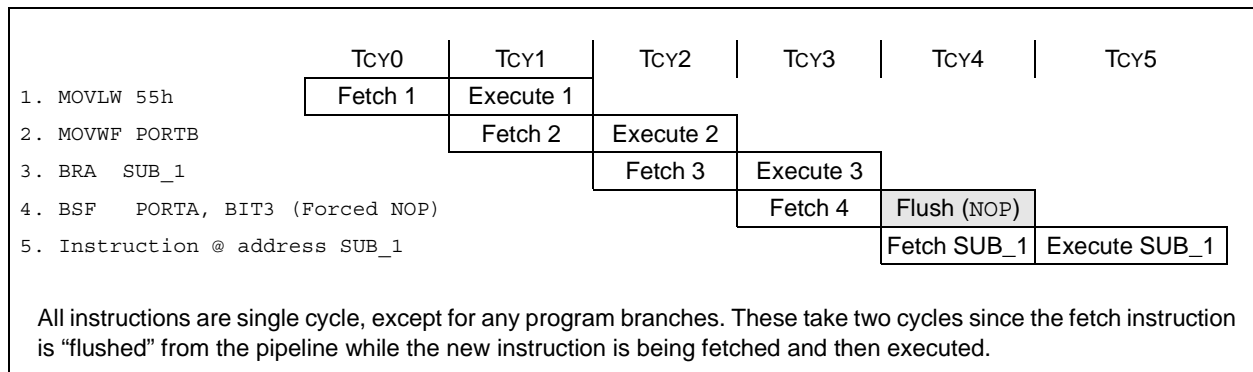 TCY0 TCY1 TCY2 TCY3 TCY4 TCY5
1. MOVLW 55h Fetch 1 Execute 1
2. MOVWF PORTB Fetch 2 Execute 2
3. BRA SUB_1 Fetch 3 Execute 3
4. BSF PORTA, BIT3 (Forced NOP) Fetch 4 Flush (NOP)
5. Instruction @ address SUB_1 Fetch SUB_1 Execute SUB_1
All instructions are single cycle, except for any program branches. These take two cycles since the fetch instruction
is “flushed” from the pipeline while the new instruction is being fetched and then executed.